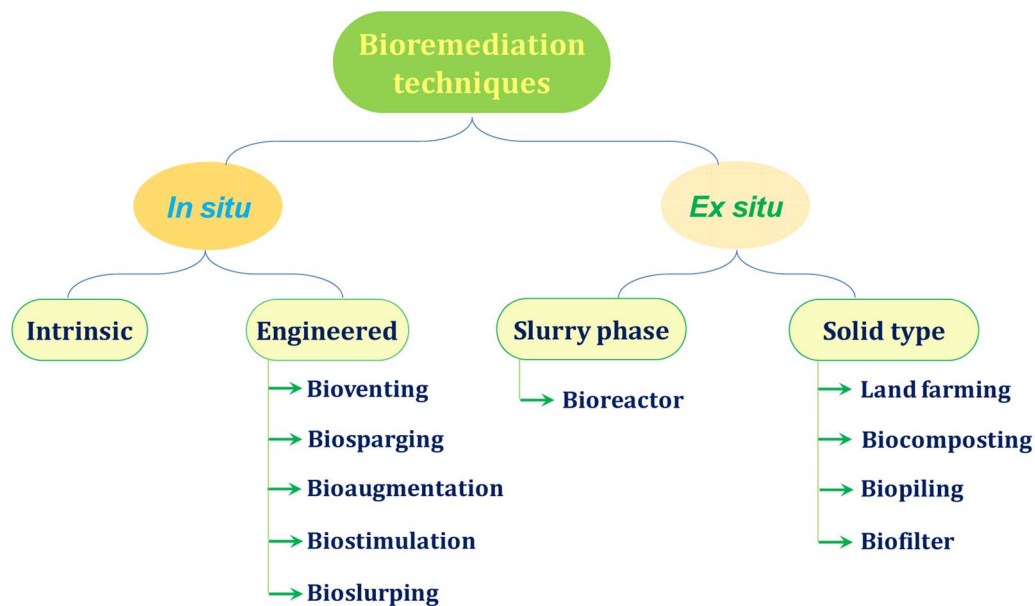 Bioremediation
techniques
In situ
Ex situ
Intrinsic
Engineered
Slurry phase
Solid type
Bioventing
Biosparging
Bioaugmentation
Biostimulation
Bioslurping
Bioreactor
Land farming
Biocomposting
Biopiling
Biofilter